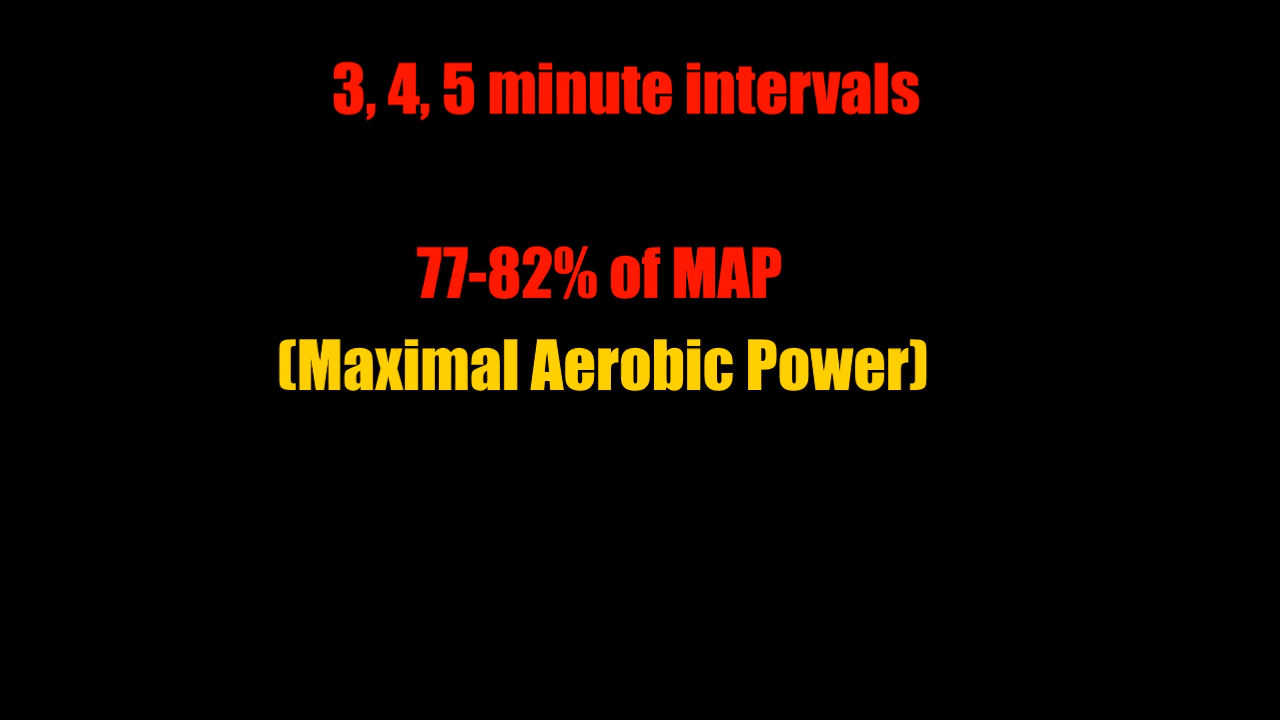 3, 4, 5 minute intervals
77-82% of MAP
(Maximal Aerobic Power)